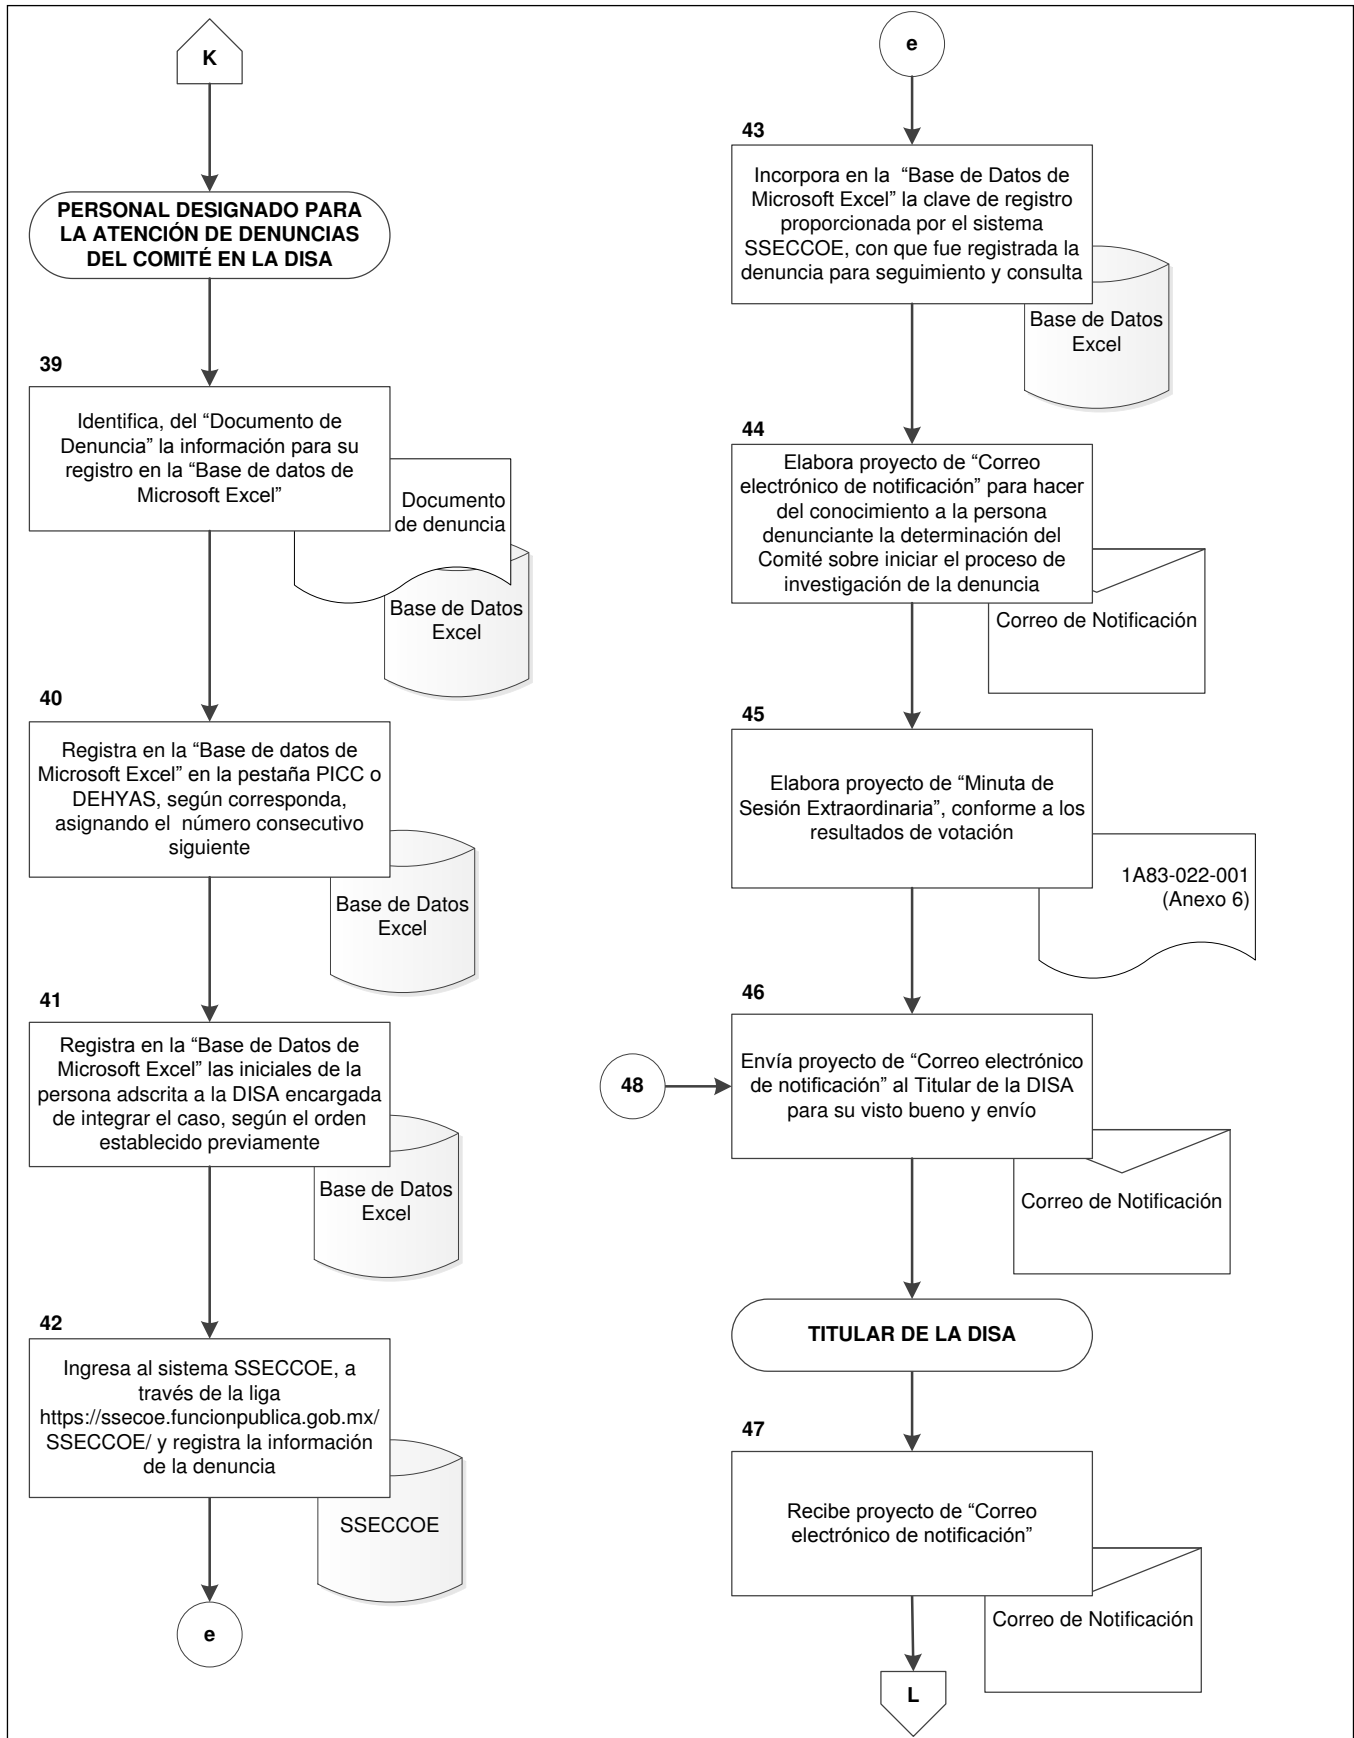 K
PERSONAL DESIGNADO PARA
LA ATENCIÓN DE DENUNCIAS
DEL COMITÉ EN LA DISA
39
Identifica, del “Documento de
Denuncia” la información para su
registro en la “Base de datos de
Microsoft Excel”
Documento
de denuncia
Base de Datos
Excel
40
Registra en la “Base de datos de
Microsoft Excel” en la pestaña PICC o
DEHYAS, según corresponda,
asignando el número consecutivo
siguiente
Base de Datos
Excel
41
Registra en la “Base de Datos de
Microsoft Excel” las iniciales de la
persona adscrita a la DISA encargada
de integrar el caso, según el orden
establecido previamente
Base de Datos
Excel
42
Ingresa al sistema SSECCOE, a
través de la liga
https://ssecoe.funcionpublica.gob.mx/
SSECCOE/ y registra la información
de la denuncia
SSECCOE
e
e
43
Incorpora en la “Base de Datos de
Microsoft Excel” la clave de registro
proporcionada por el sistema
SSECCOE, con que fue registrada la
denuncia para seguimiento y consulta
Base de Datos
Excel
44
Elabora proyecto de “Correo
electrónico de notificación” para hacer
del conocimiento a la persona
denunciante la determinación del
Comité sobre iniciar el proceso de
investigación de la denuncia
Correo de Notificación
45
Elabora proyecto de “Minuta de
Sesión Extraordinaria”, conforme a los
resultados de votación
1A83-022-001
(Anexo 6)
46
48
Envía proyecto de “Correo electrónico
de notificación” al Titular de la DISA
para su visto bueno y envío
Correo de Notificación
TITULAR DE LA DISA
47
Recibe proyecto de “Correo
electrónico de notificación”
Correo de Notificación
L